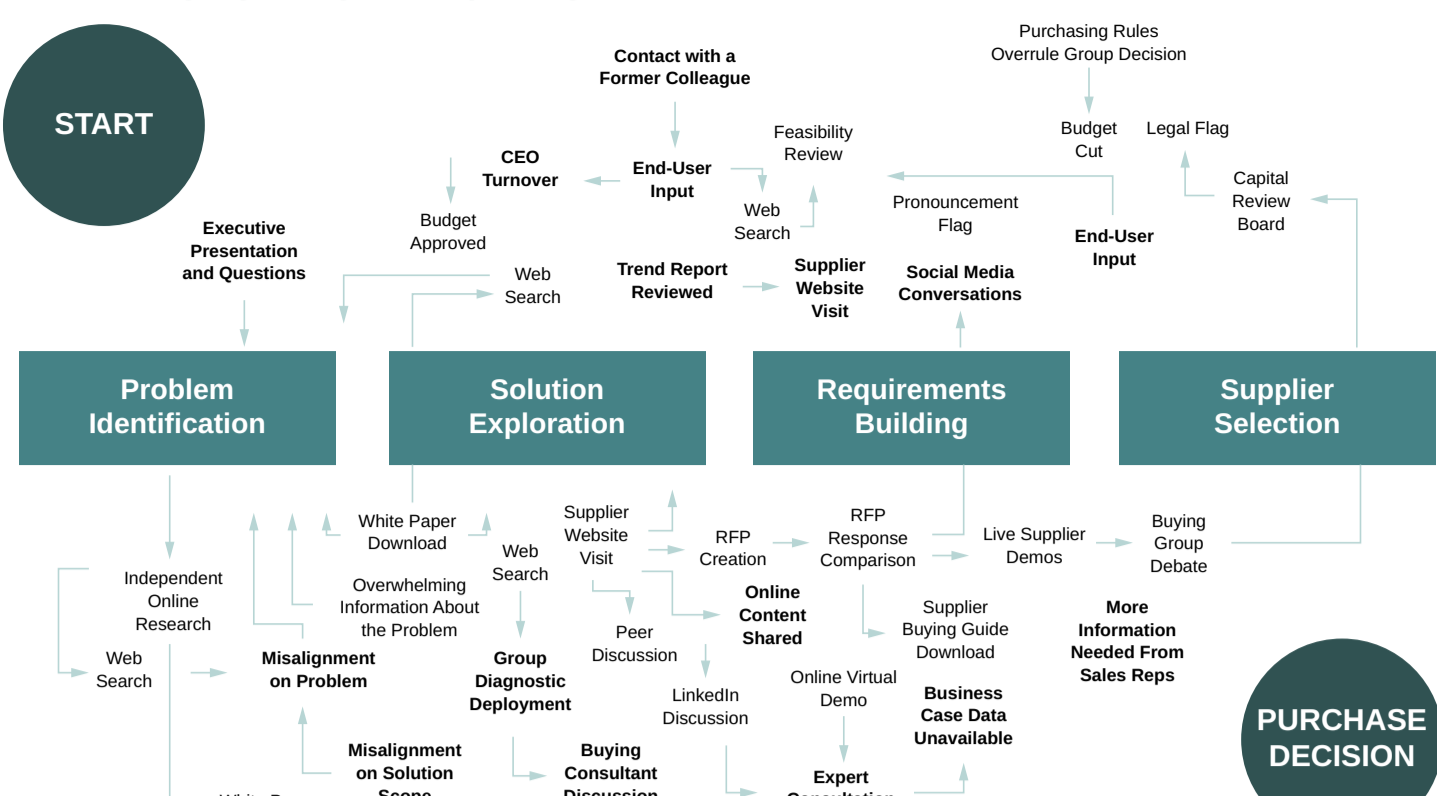 START
Contact with a
Former Colleague
Purchasing Rules
Overrule Group Decision
CEO
Turnover
End-User
Input
Feasibility
Review
Budget
Cut
Legal Flag
Budget
Approved
Web
Search
Pronouncement
Flag
Capital
Review
Board
Executive
Presentation
and Questions
End-User
Input
Web
Search
Trend Report
Reviewed
Supplier
Website
Visit
Social Media
Conversations
Problem
Identification
Solution
Exploration
Requirements
Building
Supplier
Selection
White Paper
Download
Supplier
Website
Visit
RFP
Creation
RFP
Response
Comparison
Live Supplier
Demos
Buying
Group
Debate
Web
Search
Independent
Online
Research
Overwhelming
Information About
the Problem
Online
Content
Shared
Supplier
Buying Guide
Download
More
Information
Needed From
Sales Reps
Peer
Discussion
Web
Search
Misalignment
on Problem
Group
Diagnostic
Deployment
LinkedIn
Discussion
Online Virtual
Demo
Business
Case Data
Unavailable
PURCHASE
DECISION
Misalignment
on Solution
Scope
Buying
Consultant
Discussion
Expert
Consultation